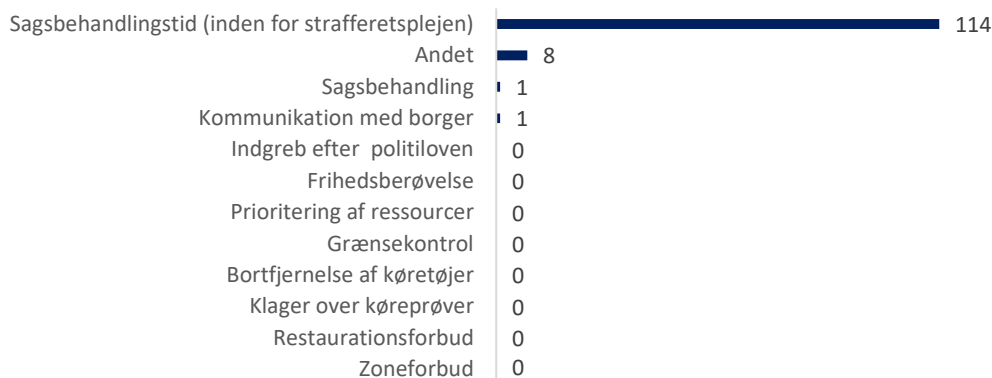 Sagsbehandlingstid (inden for strafferetsplejen) 114
Andet 8
Sagsbehandling 1
Kommunikation med borger 1
Indgreb efter politiloven 0
Frihedsberøvelse 0
Prioritering af ressourcer 0
Grænsekontrol 0
Bortfjernelse af køretøjer 0
Klager over køreprøver 0
Restaurationsforbud 0
Zoneforbud 0